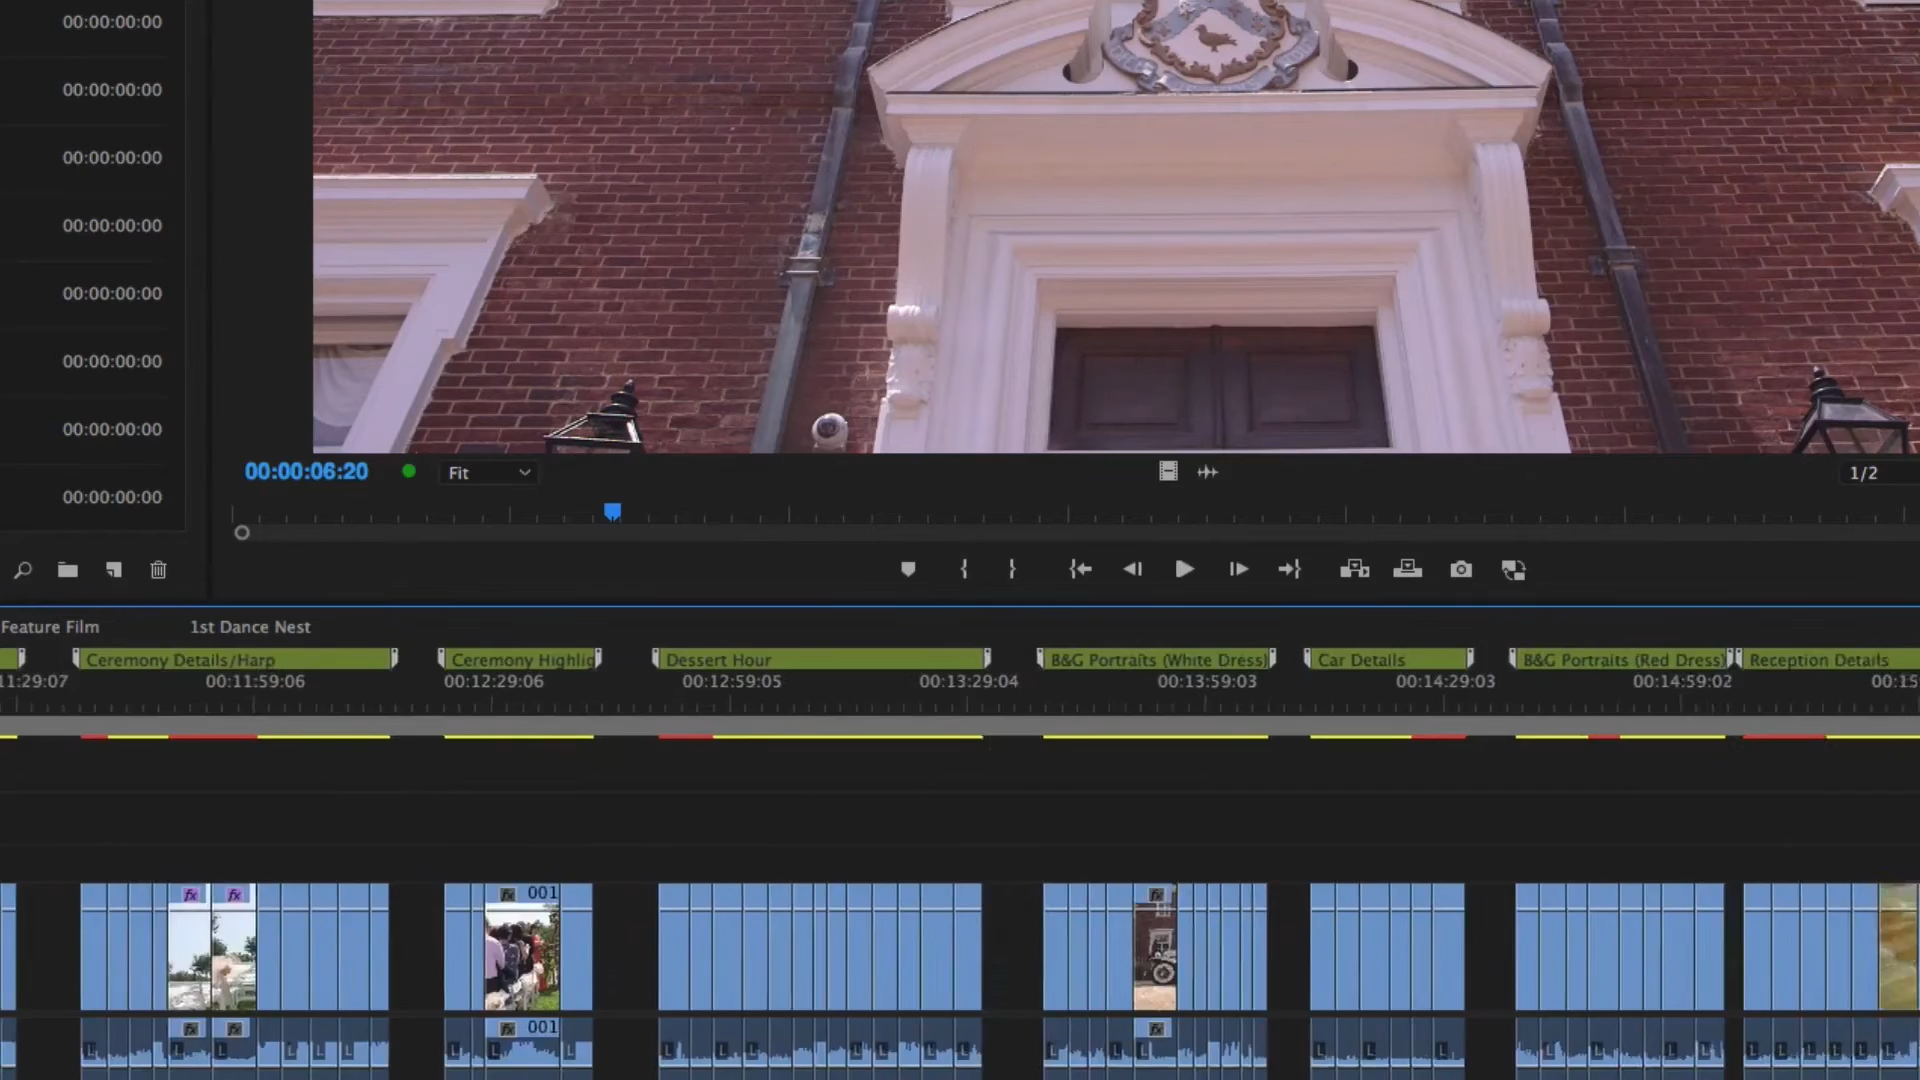 00:00:00:00
00:00:00:00
00:00:00:00
00:00:00:00
00:00:00:00
00:00:00:00
00:00:00:00
00:00:00:00
00:00:06:20 Fit 1/2
Feature Film 1st Dance Nest
Ceremony Details/Harp Ceremony Highlig Dessert Hour B&G Portraits (White Dress) Car Details B&G Portraits (Red Dress) Reception Details
11:29:07 00:11:59:06 00:12:29:06 00:12:59:05 00:13:29:04 00:13:59:03 00:14:29:03 00:14:59:02 00:15
fx fx fx 001 fx
fx fx fx 001 fx
L L L L L L L L L L L L L L L L L L L L L L L L L L L L L L L